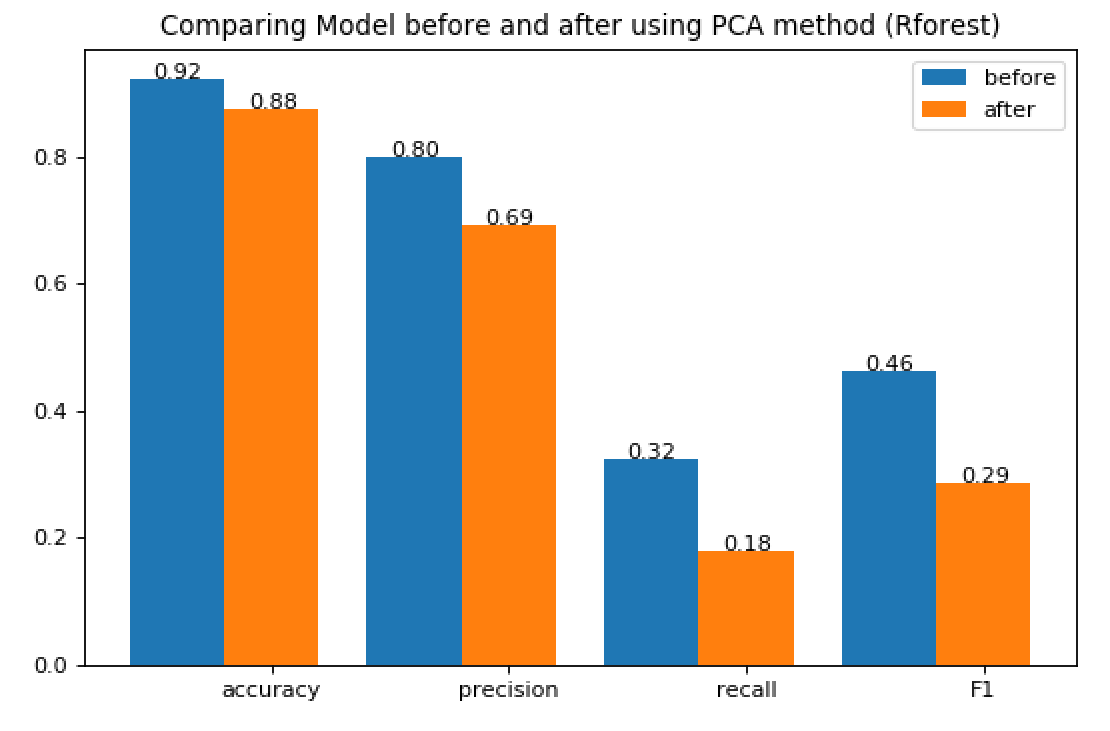 Comparing Model before and after using PCA method (Rforest)
before
after
0.92
0.88
0.80
0.69
0.32
0.18
0.46
0.29
0.8
0.6
0.4
0.2
0.0
accuracy
precision
recall
F1